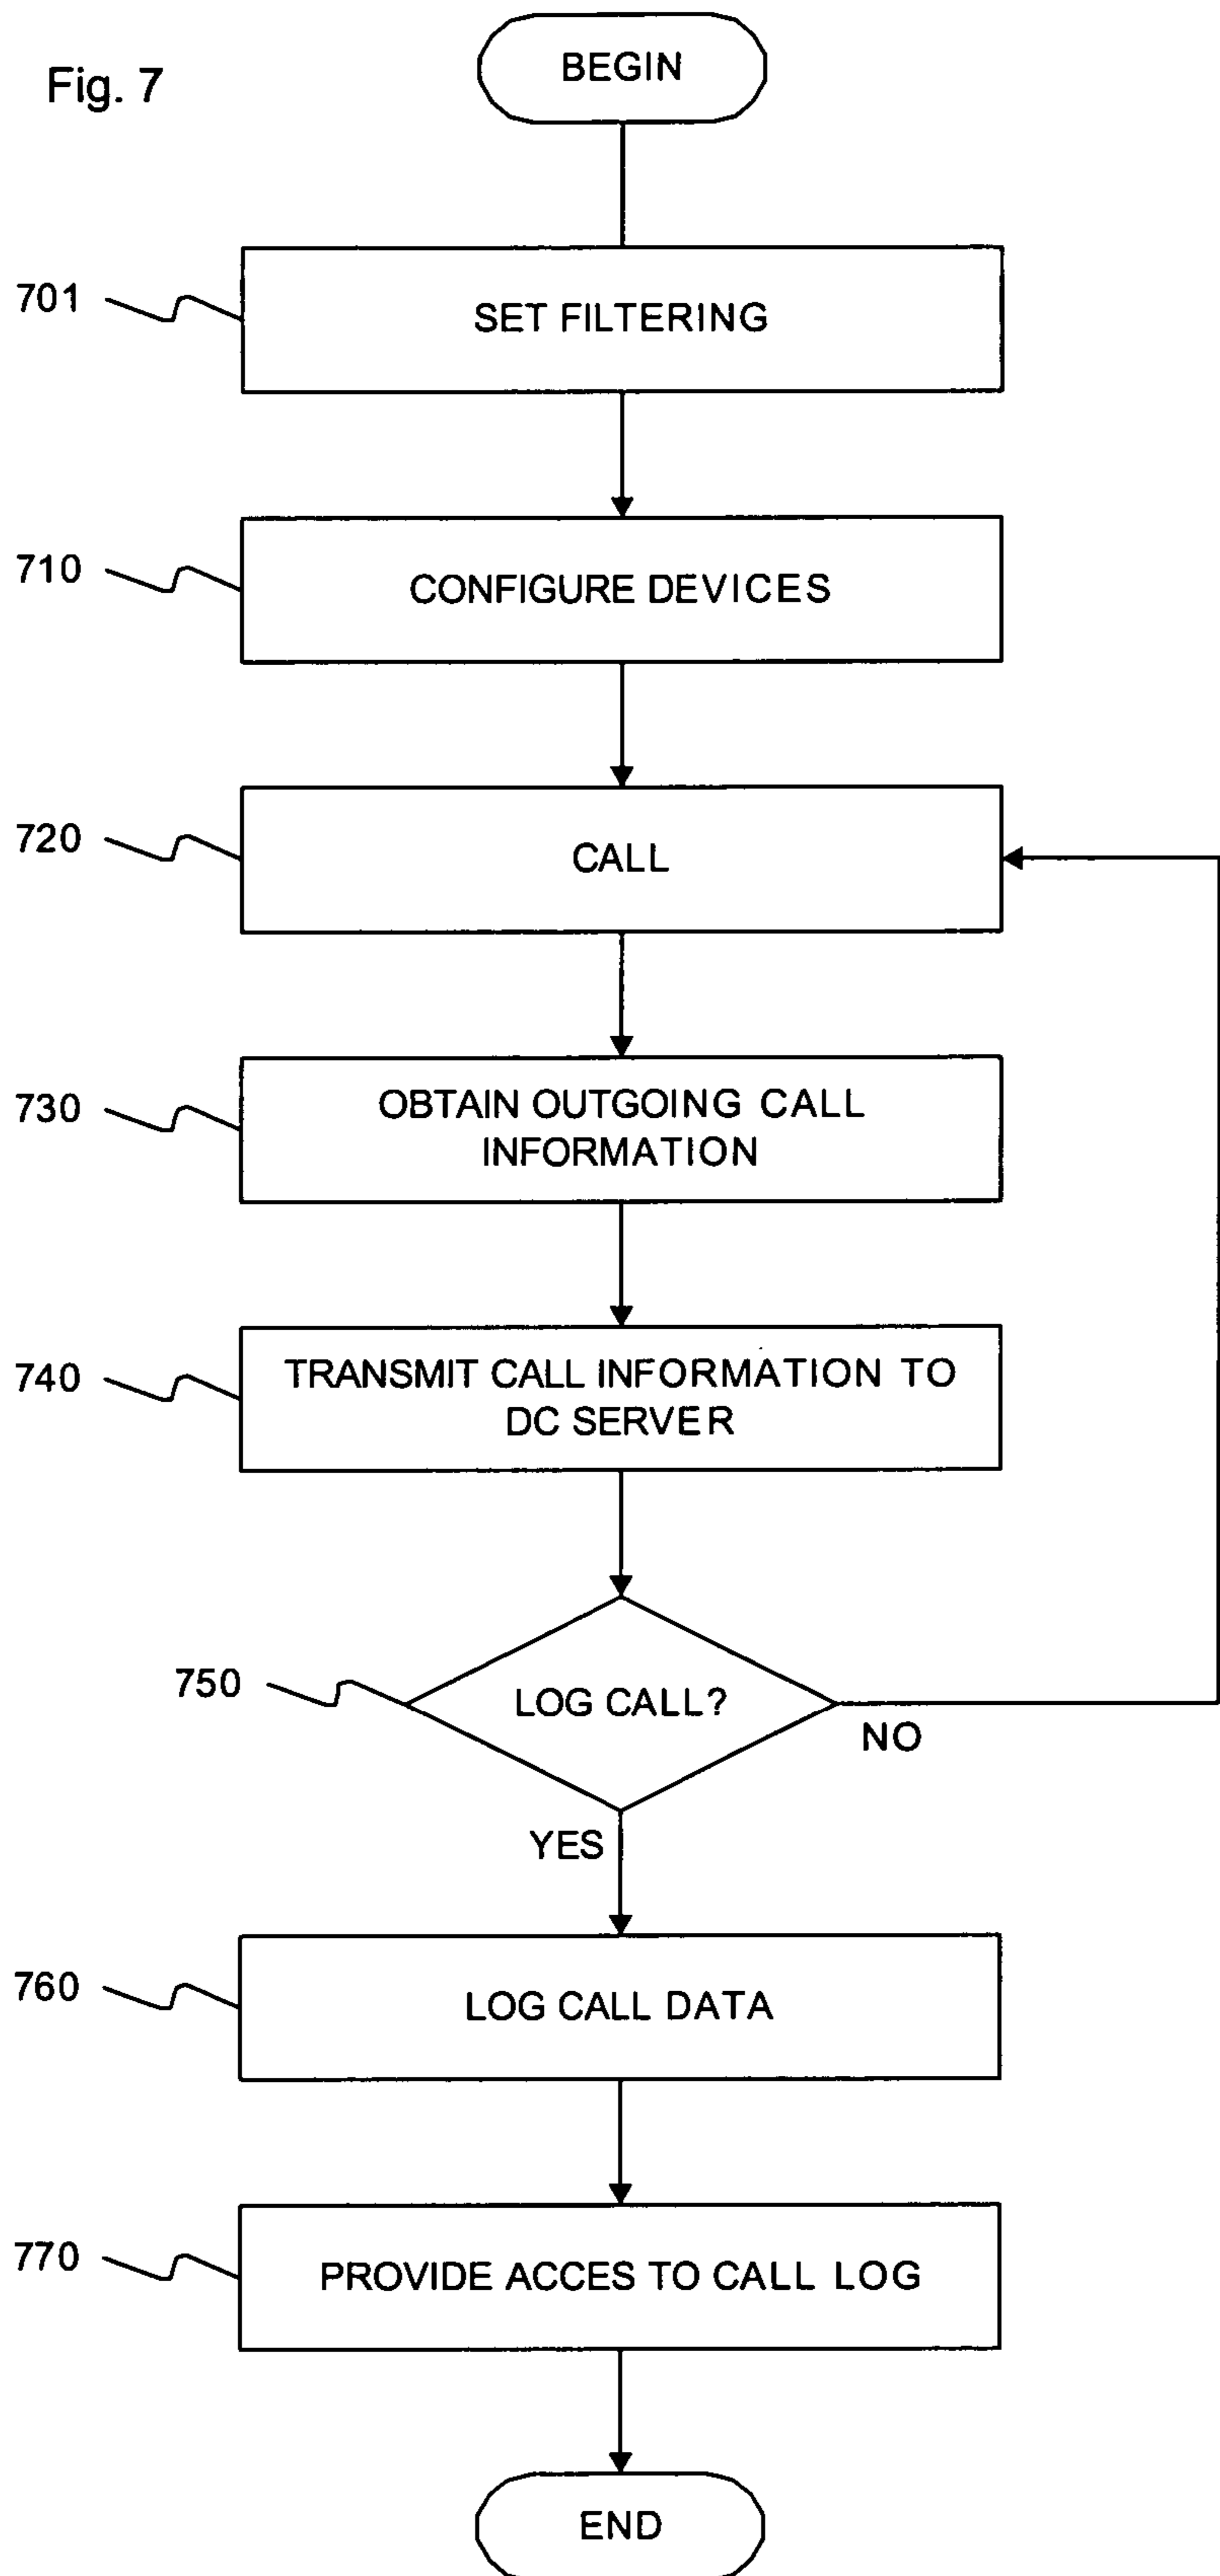 Fig. 7
BEGIN
701
SET FILTERING
710
CONFIGURE DEVICES
720
CALL
730
OBTAIN OUTGOING CALL
INFORMATION
740
TRANSMIT CALL INFORMATION TO
DC SERVER
750
LOG CALL?
NO
YES
760
LOG CALL DATA
770
PROVIDE ACCES TO CALL LOG
END